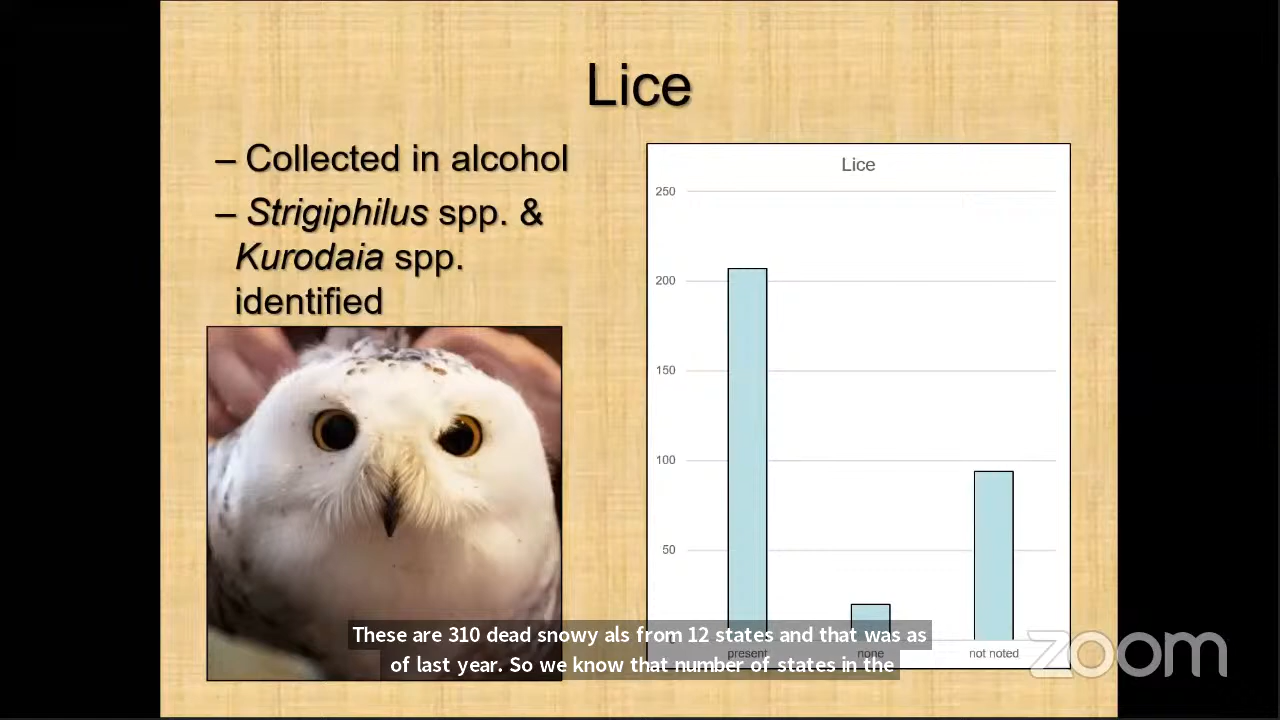 Lice
– Collected in alcohol
– Strigiphilus spp. &
Kurodaia spp.
identified
Lice
250
200
150
100
50
present
none
not noted
These are 310 dead snowy als from 12 states and that was as
of last year. So we know that number of states in the
zoom